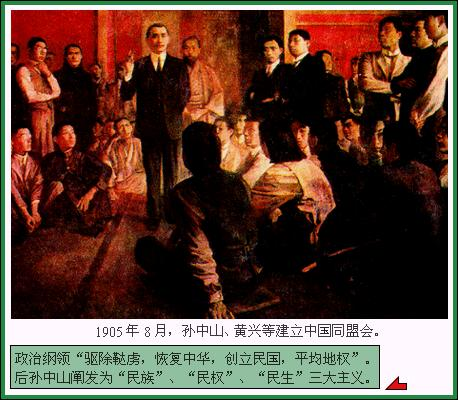 1905年8月，孙中山、黄兴等建立中国同盟会。
政治纲领“驱除鞑虏，恢复中华，创立民国，平均地权”。
后孙中山阐发为“民族”、“民权”、“民生”三大主义。